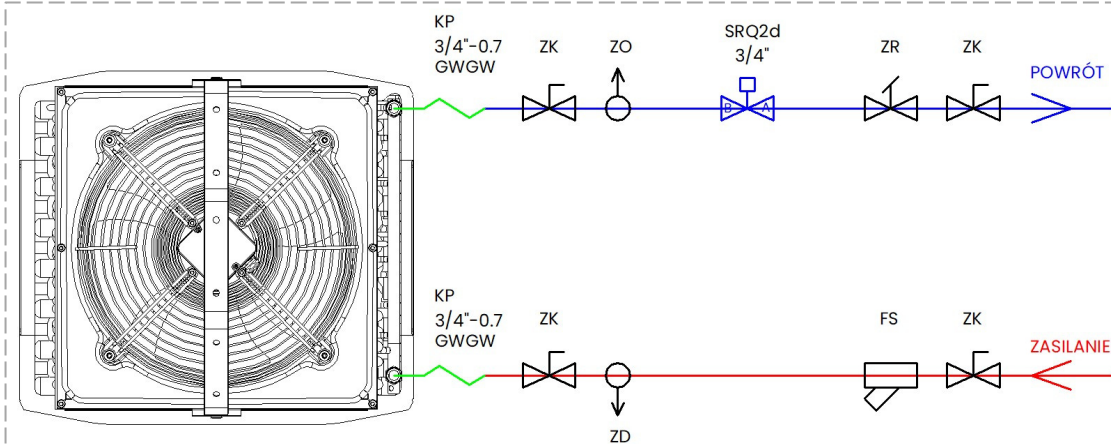 KP
3/4"-0.7
GWGW
ZK
ZO
SRQ2d
3/4"
ZR
ZK
POWRÓT
B
A
KP
3/4"-0.7
GWGW
ZK
ZD
FS
ZK
ZASILANIE